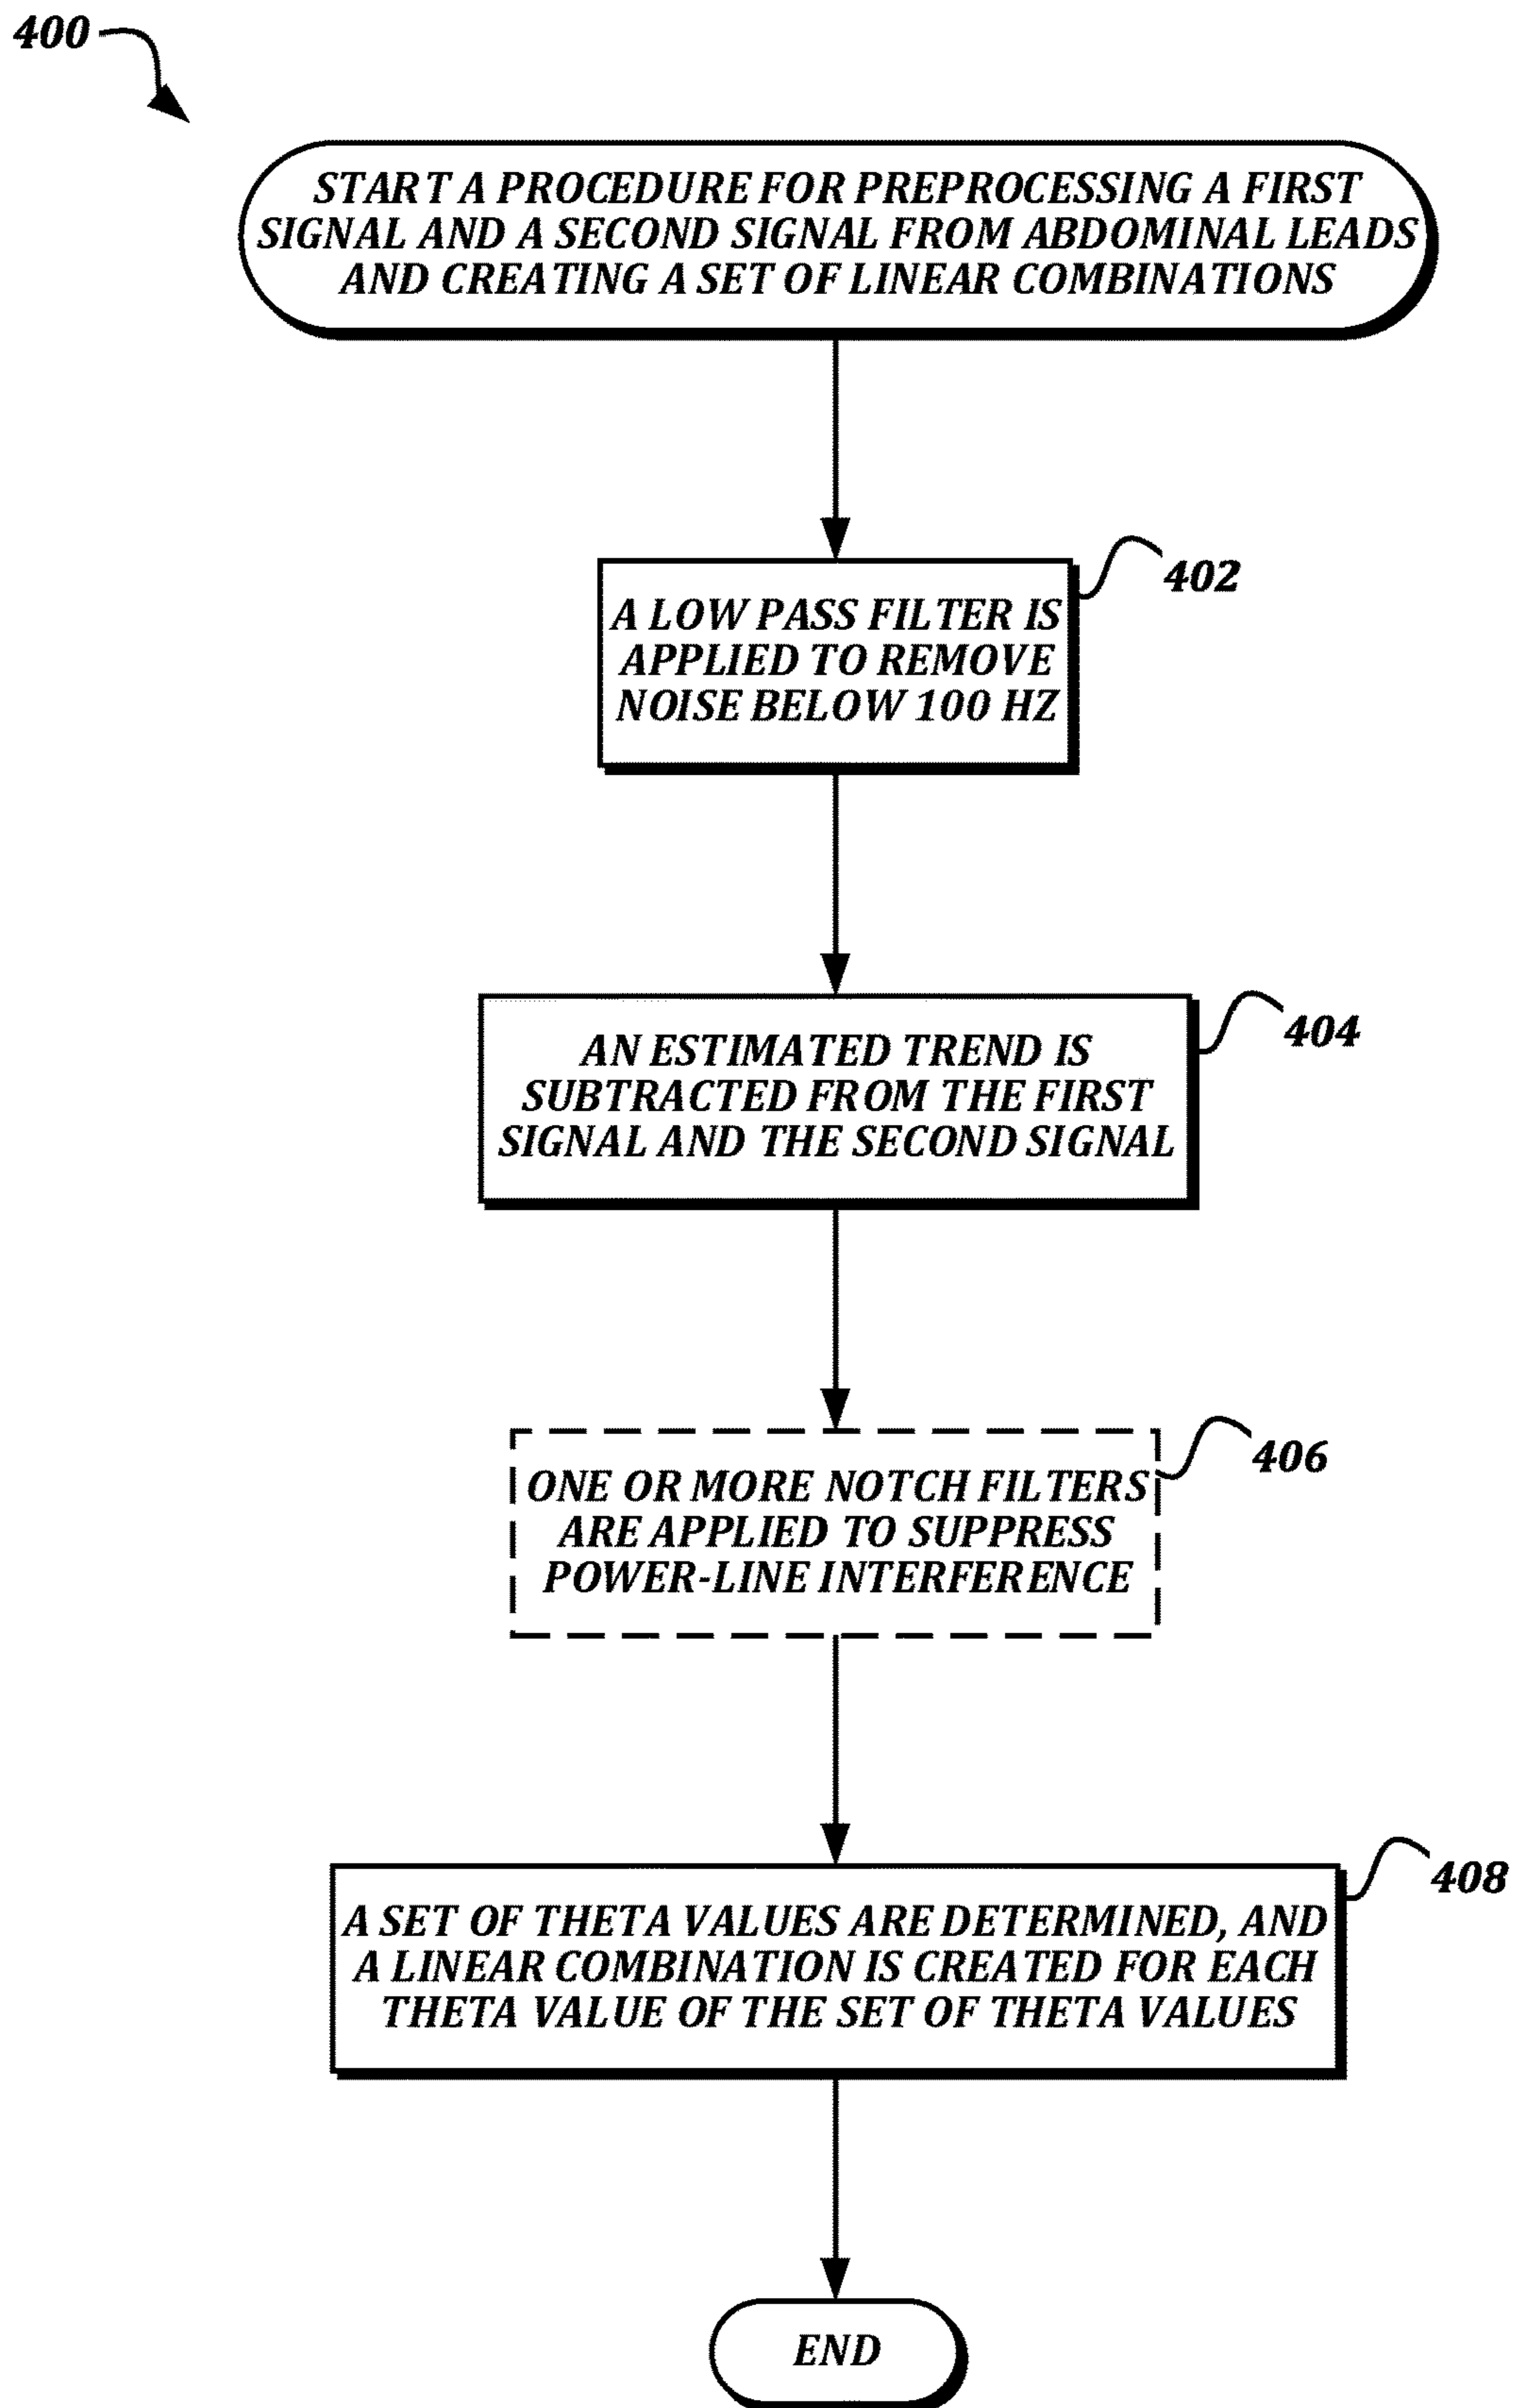 400
START A PROCEDURE FOR PREPROCESSING A FIRST
SIGNAL AND A SECOND SIGNAL FROM ABDOMINAL LEADS
AND CREATING A SET OF LINEAR COMBINATIONS
402
A LOW PASS FILTER IS
APPLIED TO REMOVE
NOISE BELOW 100 HZ
404
AN ESTIMATED TREND IS
SUBTRACTED FROM THE FIRST
SIGNAL AND THE SECOND SIGNAL
406
ONE OR MORE NOTCH FILTERS
ARE APPLIED TO SUPPRESS
POWER-LINE INTERFERENCE
408
A SET OF THETA VALUES ARE DETERMINED, AND
A LINEAR COMBINATION IS CREATED FOR EACH
THETA VALUE OF THE SET OF THETA VALUES
END